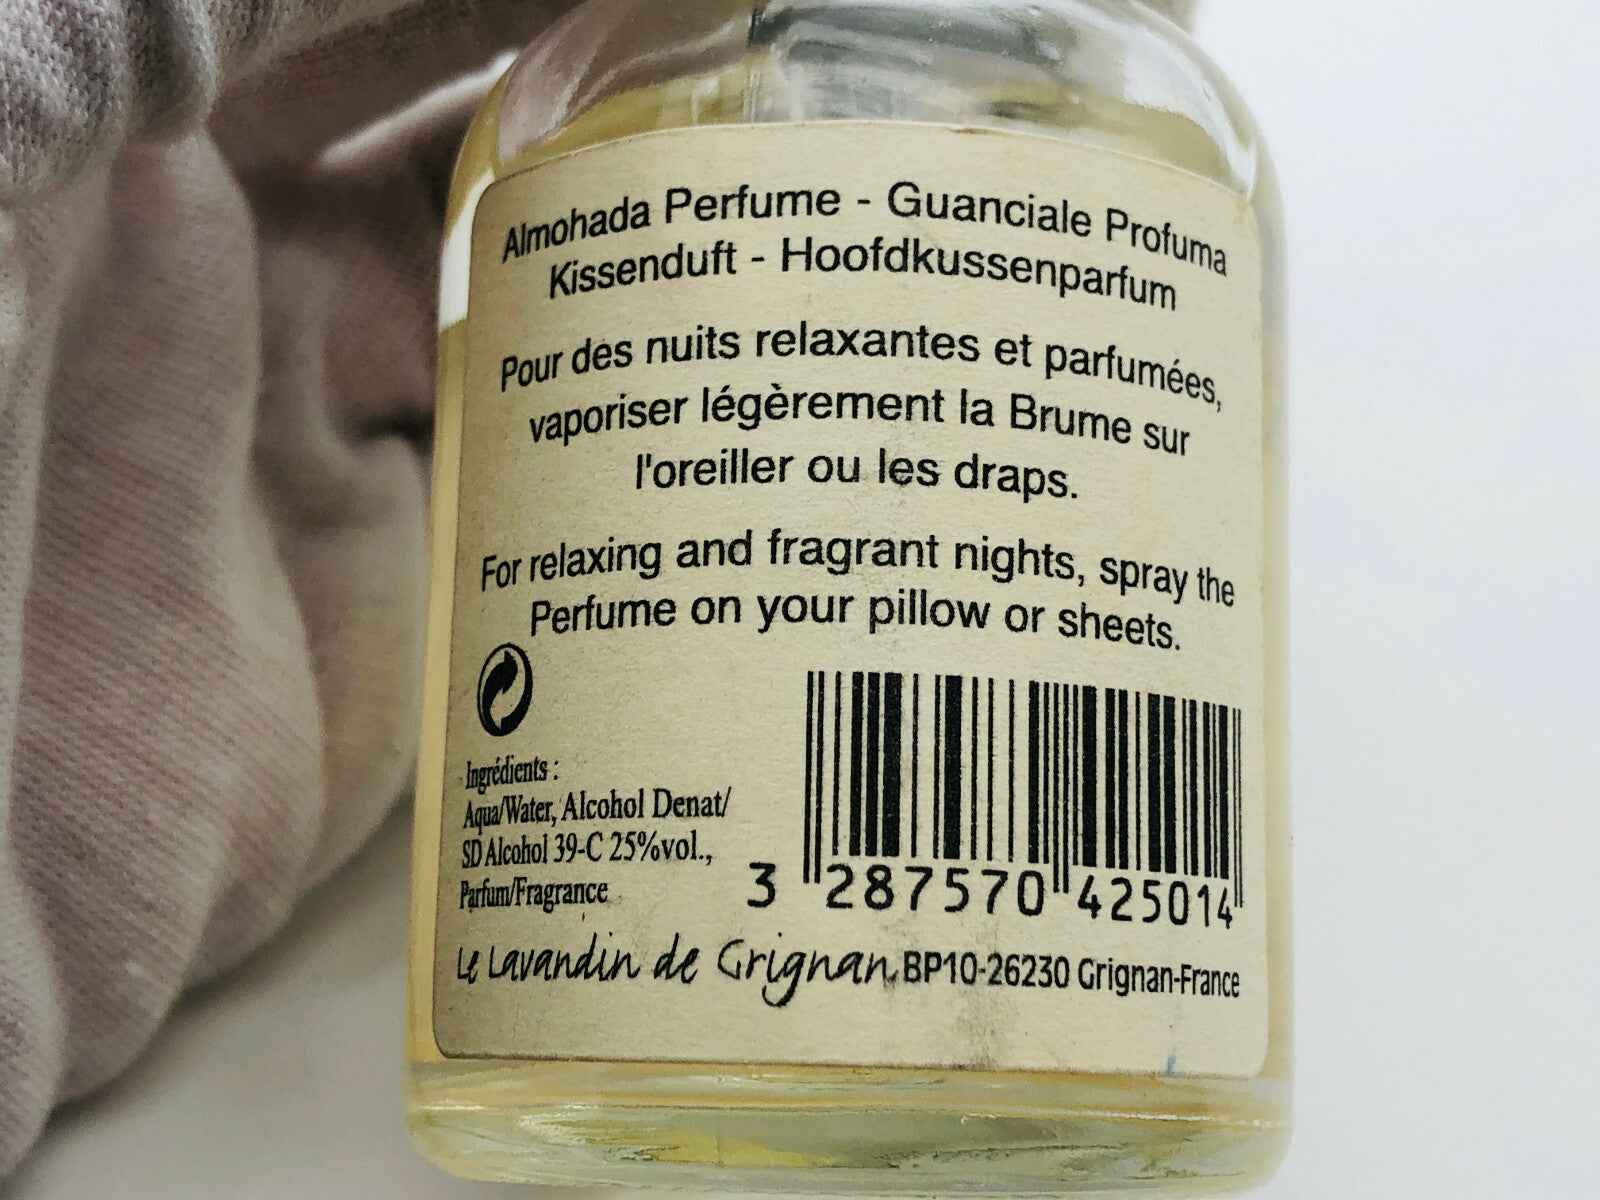 Almohada Perfume - Guanciale Profuma
Kissenduft - Hoofdkussenparfum
Pour des nuits relaxantes et parfumées,
vaporiser légèrement la Brume sur
l'oreiller ou les draps.
For relaxing and fragrant nights, spray the
Perfume on your pillow or sheets.
Ingrédients :
Aqua/Water, Alcohol Denat/
SD Alcohol 39-C 25%vol.,
Parfum/Fragrance
3 287570 425014
Le Lavandin de Grignan, BP10-26230 Grignan-France